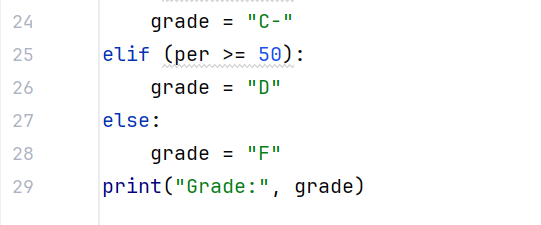 24 grade = "C-"
25 elif (per >= 50):
26 grade = "D"
27 else:
28 grade = "F"
29 print("Grade:", grade)